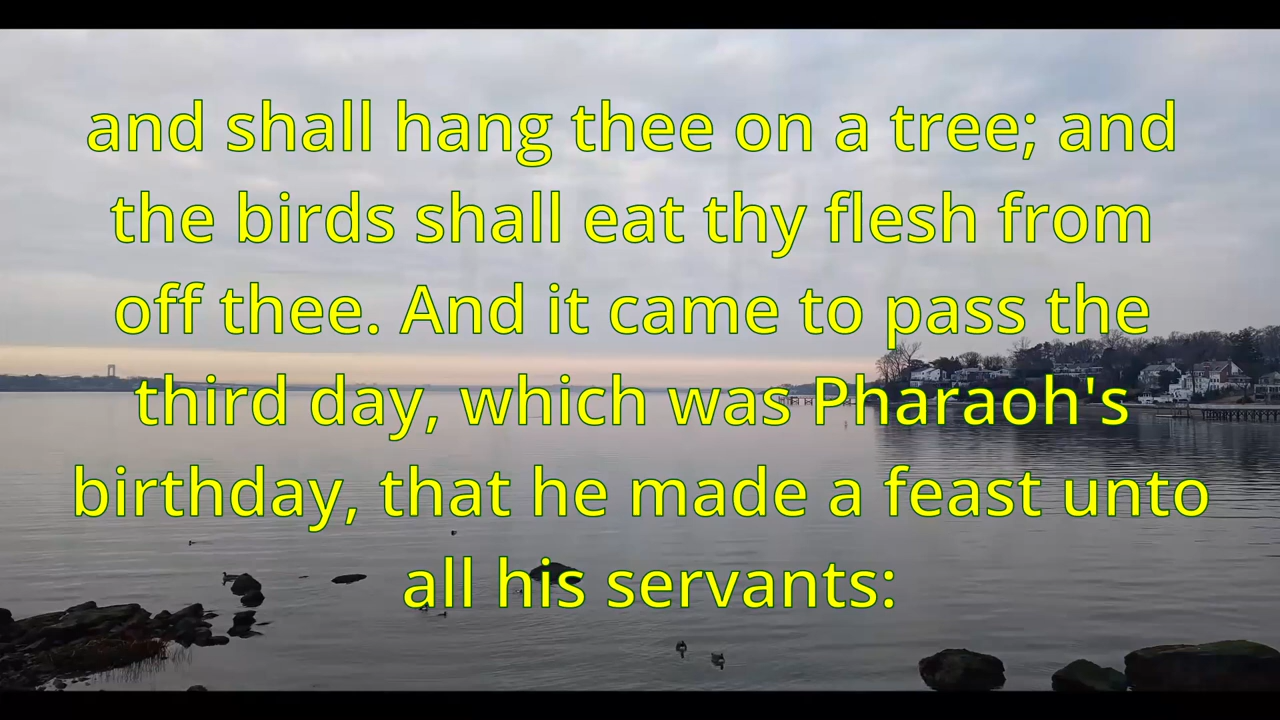 and shall hang thee on a tree; and
the birds shall eat thy flesh from
off thee. And it came to pass the
third day, which was Pharaoh's
birthday, that he made a feast unto
all his servants: